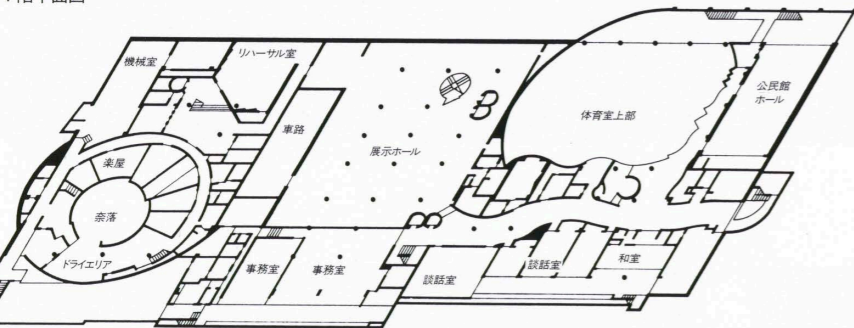 階平面図
機械室
リハーサル室
車路
展示ホール
体育室上部
公民館
ホール
楽屋
奈落
ドライエリア
事務室
事務室
談話室
談話室
和室